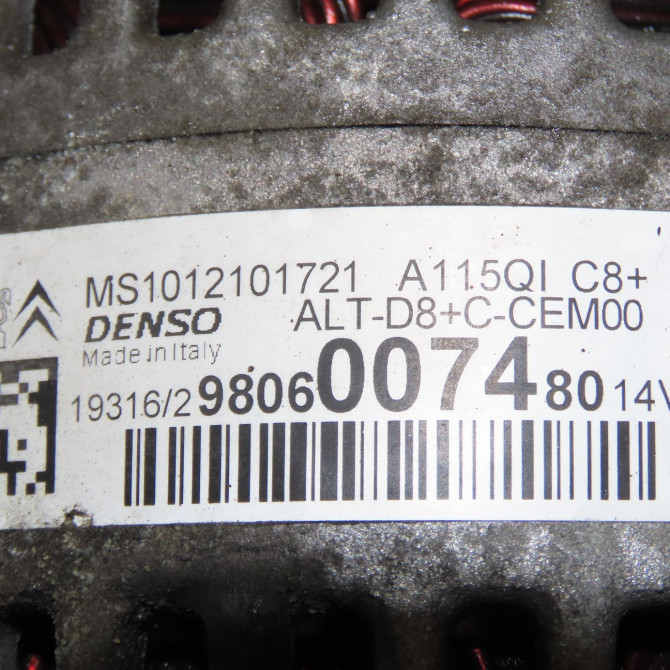 MS1012101721 A115QI C8+
DENSO ALT-D8+C-CEM00
Made in Italy
19316/2 9806007480 14V